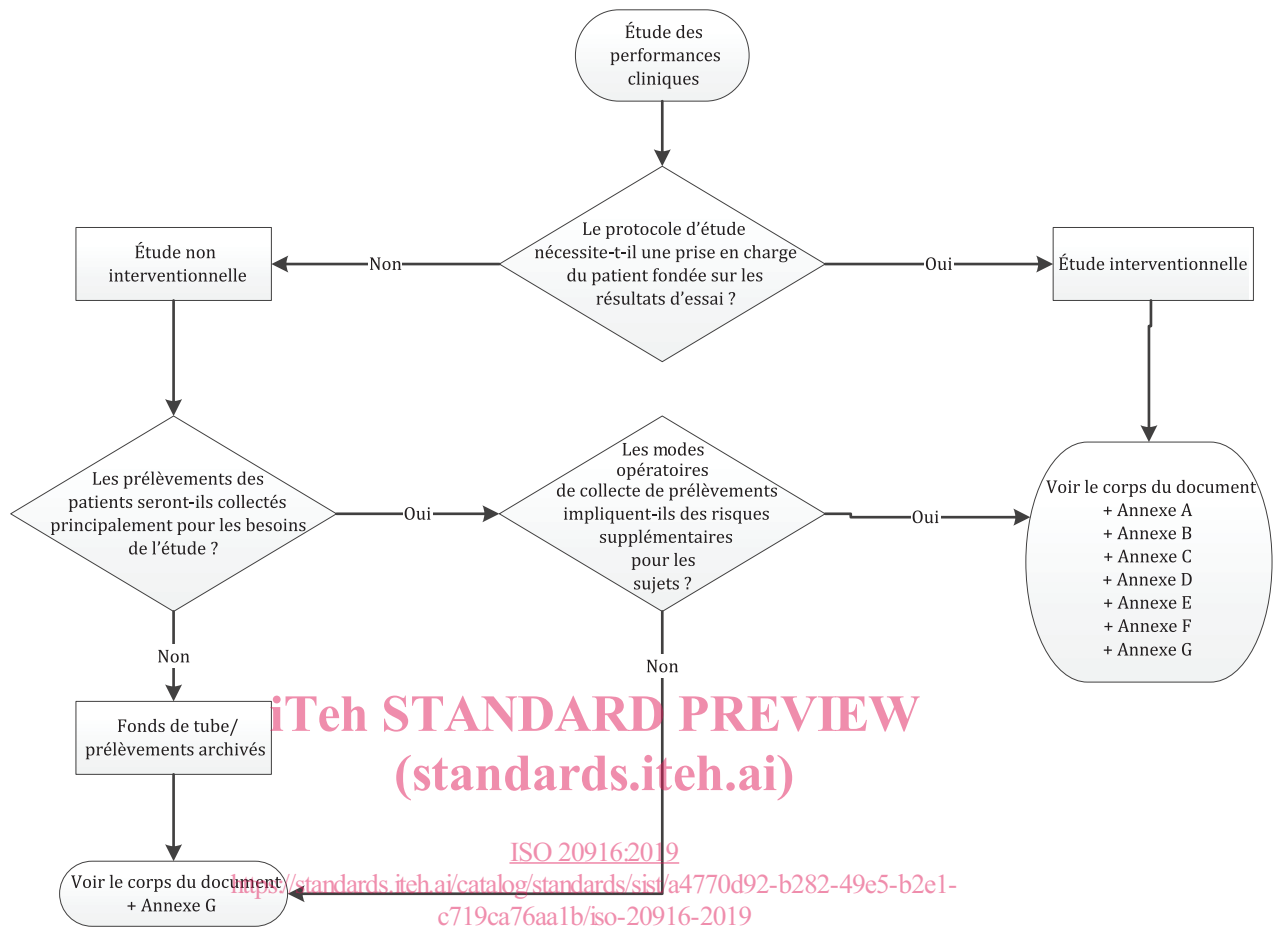 Étude des
performances
cliniques
Le protocole d'étude
nécessite-t-il une prise en charge
du patient fondée sur les
résultats d'essai ?
Non
Oui
Étude non
interventionnelle
Étude interventionnelle
Les prélèvements des
patients seront-ils collectés
principalement pour les besoins
de l'étude ?
Oui
Les modes
opératoires
de collecte de prélèvements
impliquent-ils des risques
supplémentaires
pour les
sujets ?
Oui
Voir le corps du document
+ Annexe A
+ Annexe B
+ Annexe C
+ Annexe D
+ Annexe E
+ Annexe F
+ Annexe G
Non
Non
Fonds de tube/
prélèvements archivés
iTeh STANDARD PREVIEW
(standards.iteh.ai)
ISO 20916:2019
Voir le corps du document
+ Annexe G
https://standards.iteh.ai/catalog/standards/sist/a4770d92-b282-49e5-b2e1-
c719ca76aa1b/iso-20916-2019